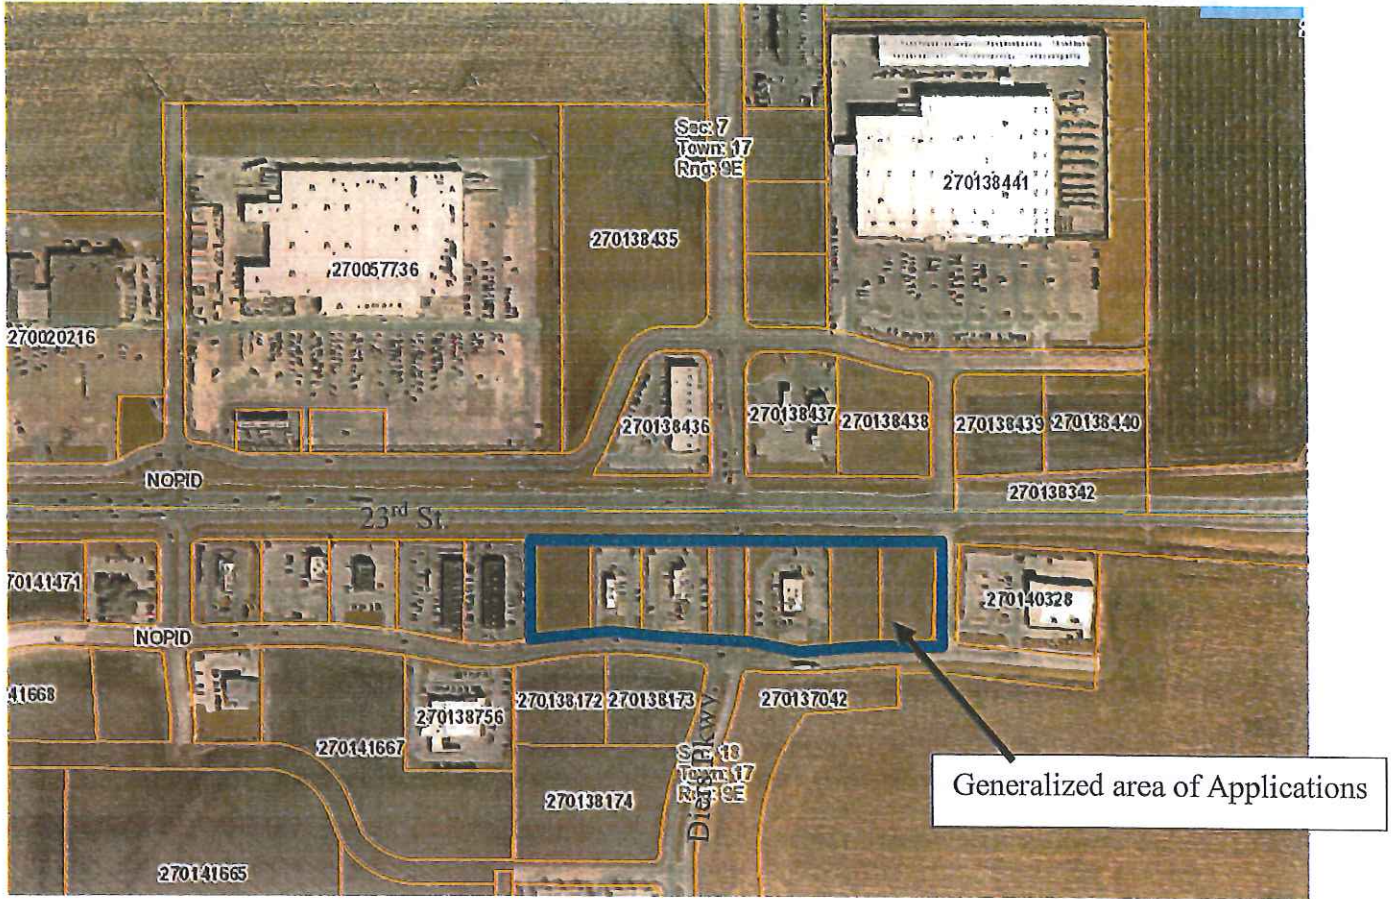 Sec: 7
Town: 17
Rng: 9E
270138441
270138435
270057736
270020216
270138436
270138437
270138438
270138439
270138440
NOPID
270138342
23rd St.
70141471
270140328
NOPID
41668
270138172
270138173
270137042
270138756
270141667
18
Town: 17
Rng: 9E
Diers Pkwy.
270138174
Generalized area of Applications
270141665